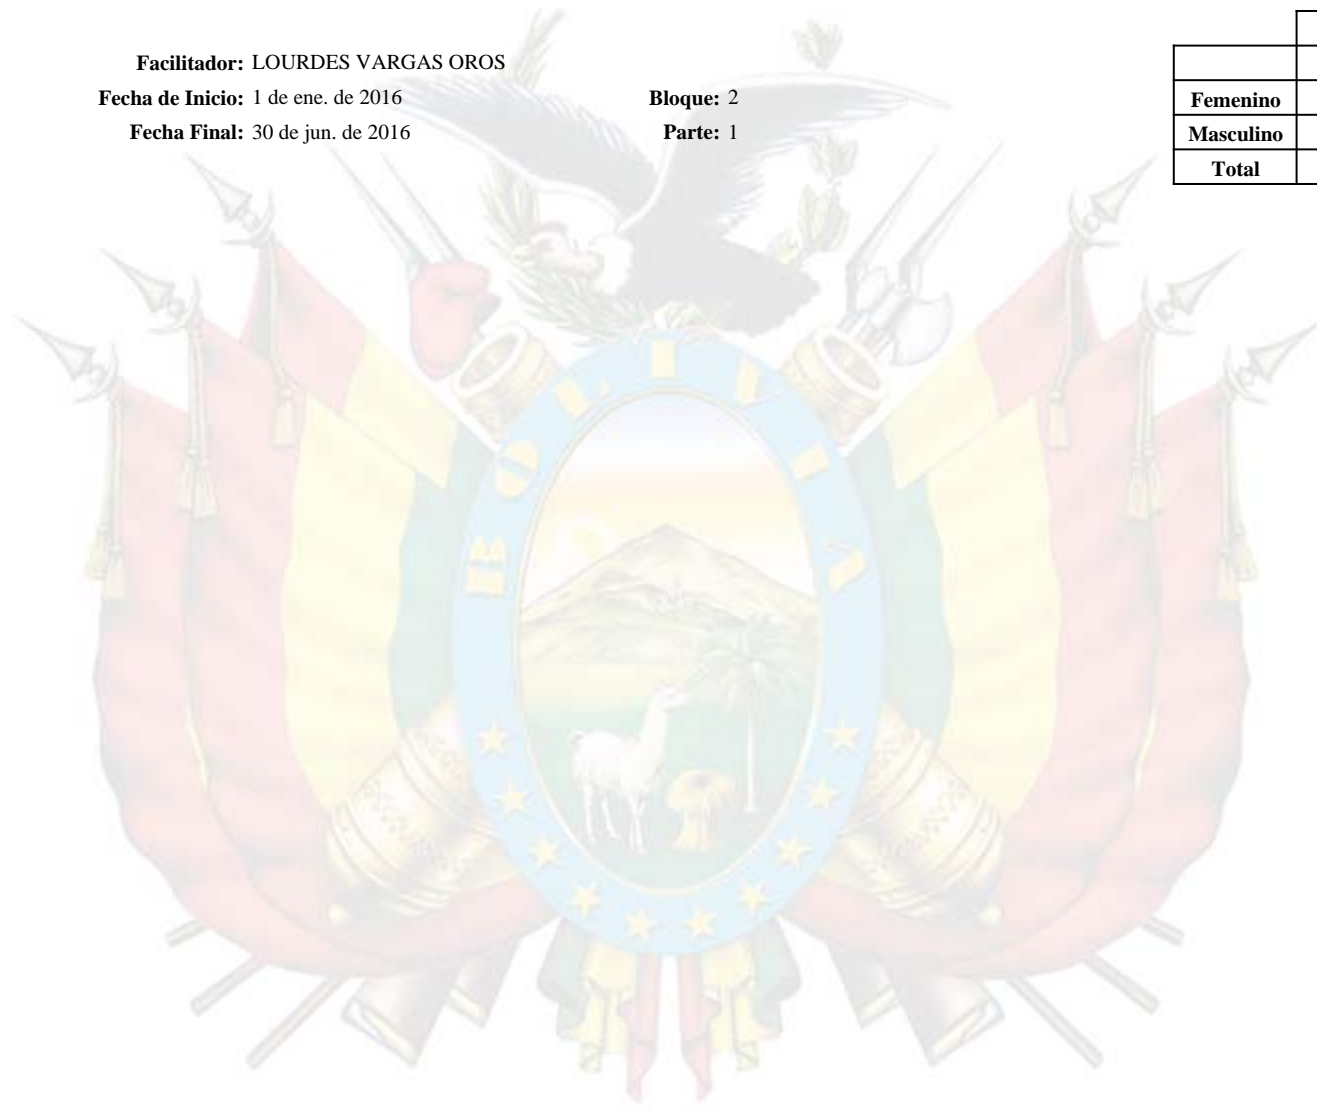 Facilitador: LOURDES VARGAS OROS
Fecha de Inicio: 1 de ene. de 2016 Bloque: 2
Fecha Final: 30 de jun. de 2016 Parte: 1
Femenino
Masculino
Total
BOLIVIA